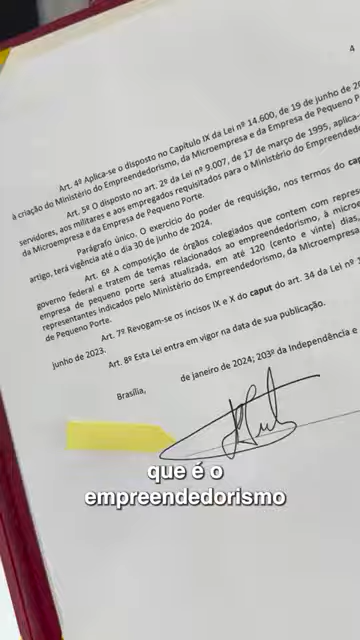 4
Art. 4º Aplica-se o disposto no Capítulo IX da Lei nº 14.600, de 19 de junho de
à criação do Ministério do Empreendedorismo, da Microempresa e da Empresa de Pequeno
Art. 5º O disposto no art. 2º da Lei nº 9.007, de 17 de março de 1995, aplica-
servidores, aos militares e aos empregados requisitados para o Ministério do
da Microempresa e da Empresa de Pequeno Porte.
Parágrafo único. O exercício do poder de requisição, nos termos do
artigo, terá vigência até o dia 30 de junho de 2024.
Art. 6º A composição de órgãos colegiados que contem com
governo federal e tratem de temas relacionados ao empreendedorismo, à
empresa de pequeno porte será atualizada, em até 120 (cento e vinte) dias,
representantes indicados pelo Ministério do Empreendedorismo, da Microempresa
de Pequeno Porte.
Art. 7º Revogam-se os incisos IX e X do caput do art. 34 da Lei nº
junho de 2023.
Art. 8º Esta Lei entra em vigor na data de sua publicação.
Brasília, de janeiro de 2024; 203º da Independência e
que é o
empreendedorismo